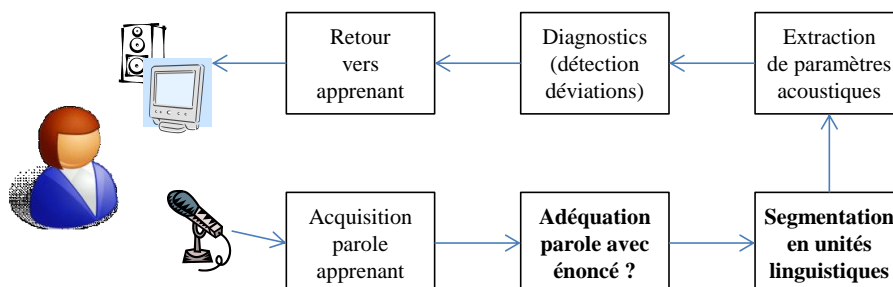 Retour
vers
apprenant
Diagnostics
(détection
déviations)
Extraction
de paramètres
acoustiques
Acquisition
parole
apprenant
Adéquation
parole avec
énoncé ?
Segmentation
en unités
linguistiques